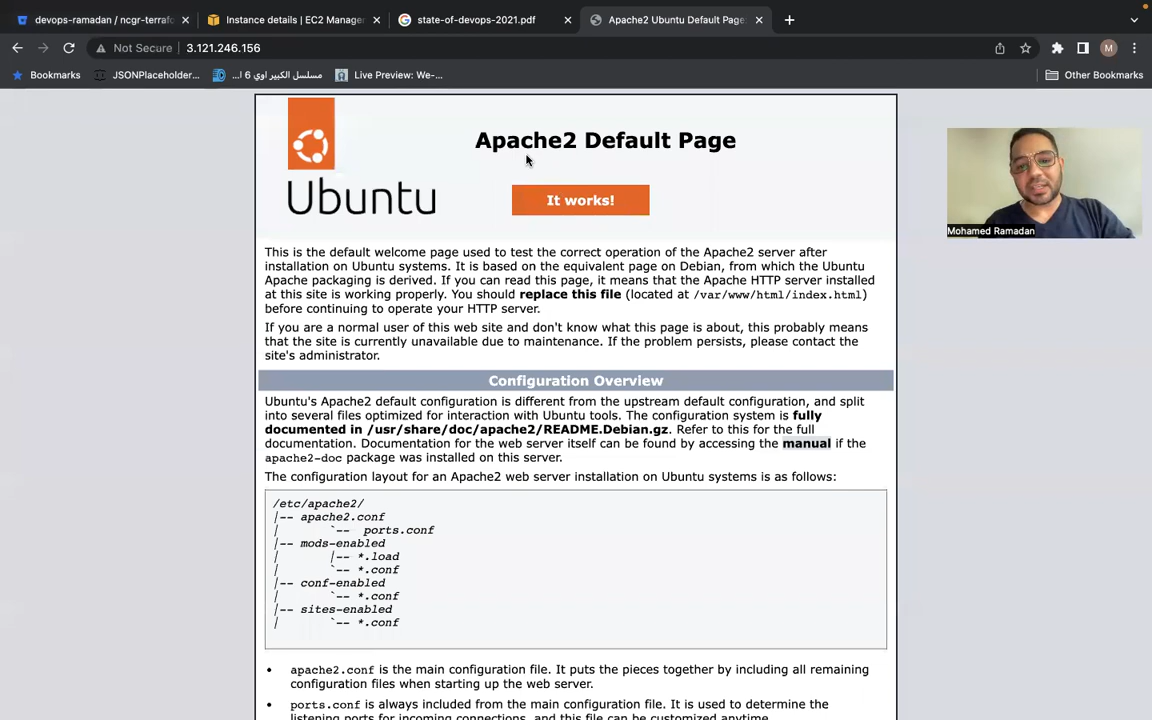 devops-ramadan / ncgr-terrafo
Instance details | EC2 Manager
state-of-devops-2021.pdf
Apache2 Ubuntu Default Page:
Not Secure
3.121.246.156
M
Bookmarks
JSONPlaceholder...
مسلسل الكبير اوي 6 ا...
Live Preview: We-...
Other Bookmarks
Ubuntu
Apache2 Default Page
It works!
Mohamed Ramadan
This is the default welcome page used to test the correct operation of the Apache2 server after
installation on Ubuntu systems. It is based on the equivalent page on Debian, from which the Ubuntu
Apache packaging is derived. If you can read this page, it means that the Apache HTTP server installed
at this site is working properly. You should replace this file (located at /var/www/html/index.html)
before continuing to operate your HTTP server.
If you are a normal user of this web site and don't know what this page is about, this probably means
that the site is currently unavailable due to maintenance. If the problem persists, please contact the
site's administrator.
Configuration Overview
Ubuntu's Apache2 default configuration is different from the upstream default configuration, and split
into several files optimized for interaction with Ubuntu tools. The configuration system is fully
documented in /usr/share/doc/apache2/README.Debian.gz. Refer to this for the full
documentation. Documentation for the web server itself can be found by accessing the manual if the
apache2-doc package was installed on this server.
The configuration layout for an Apache2 web server installation on Ubuntu systems is as follows:
/etc/apache2/
|-- apache2.conf
|       `-- ports.conf
|-- mods-enabled
|       |-- *.load
|       `-- *.conf
|-- conf-enabled
|       `-- *.conf
|-- sites-enabled
|       `-- *.conf
• apache2.conf is the main configuration file. It puts the pieces together by including all remaining
configuration files when starting up the web server.
• ports.conf is always included from the main configuration file. It is used to determine the
listening ports for incoming connections, and this file can be customized anytime.